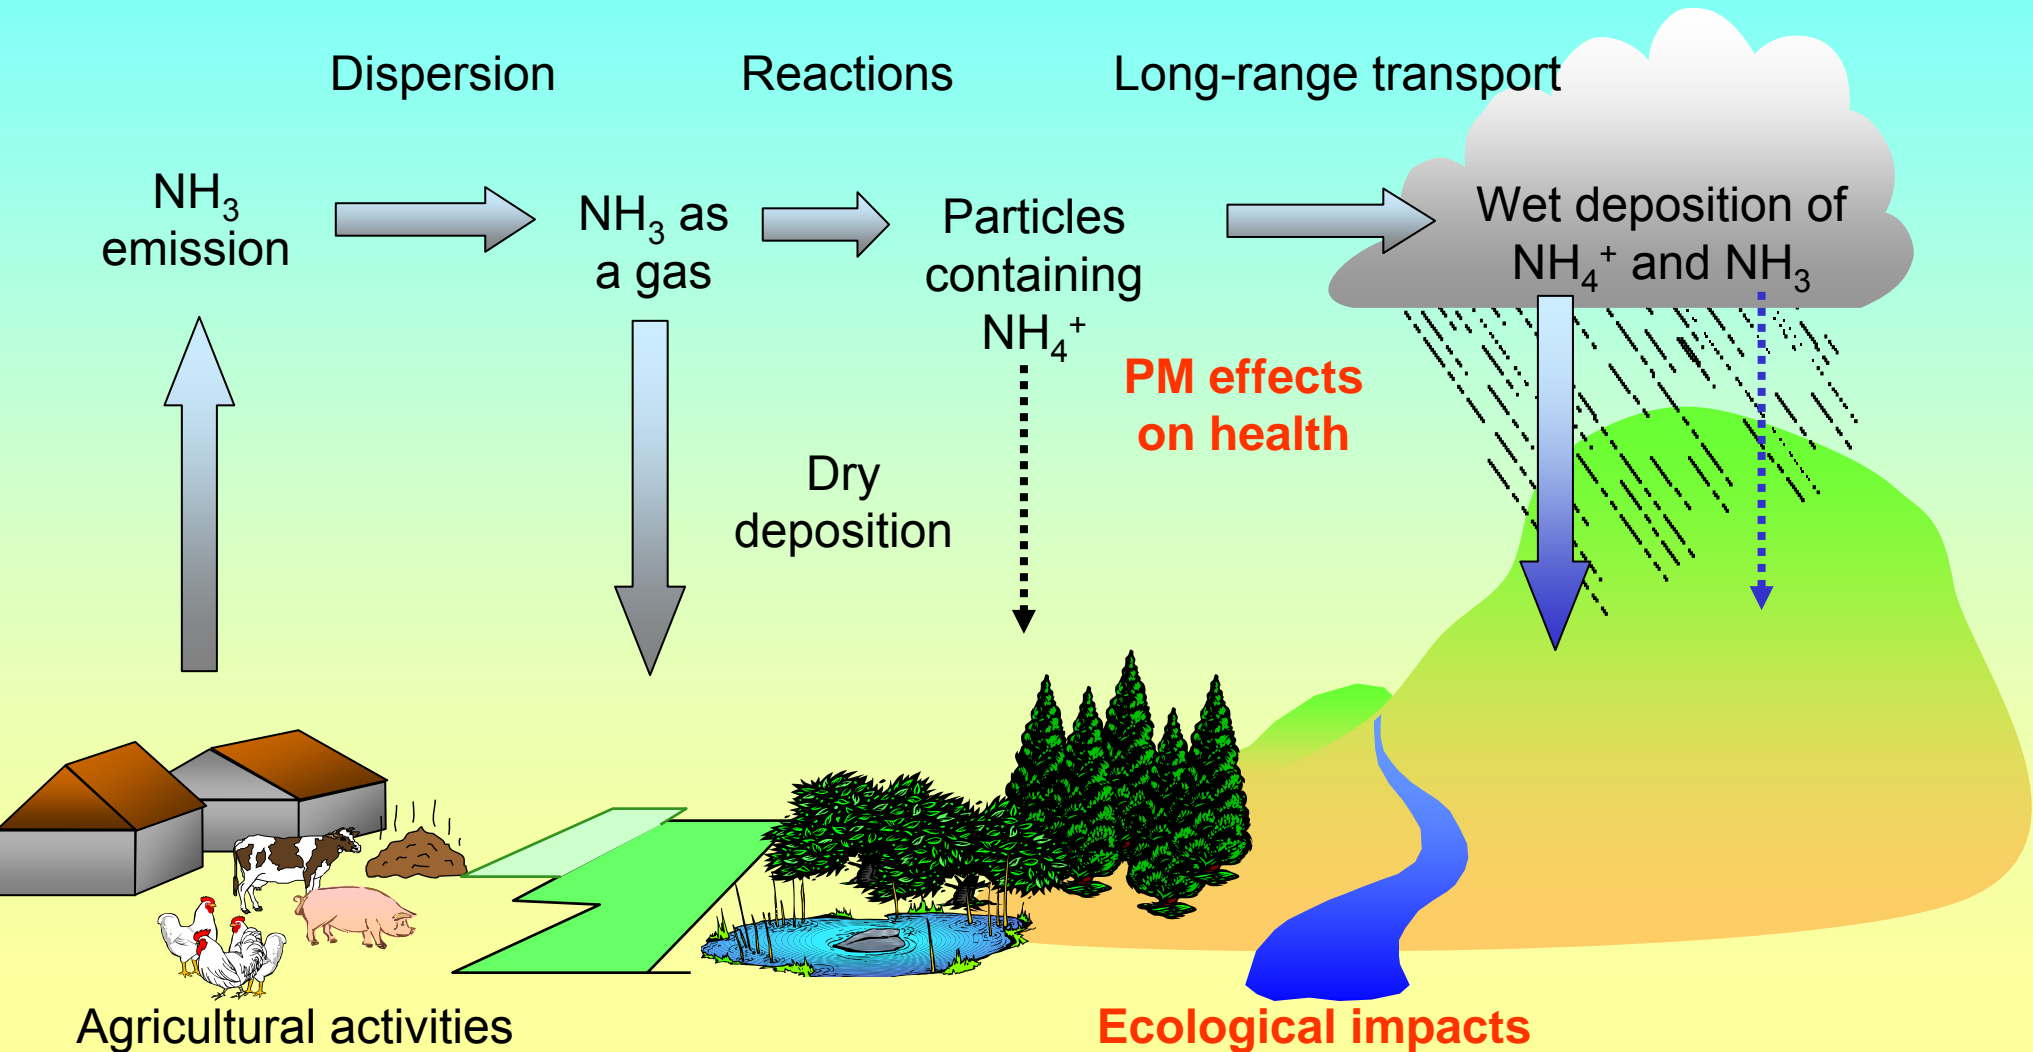 Dispersion
Reactions
Long-range transport
NH₃
emission
NH₃ as
a gas
Particles
containing
NH₄⁺
Wet deposition of
NH₄⁺ and NH₃
PM effects
on health
Dry
deposition
Agricultural activities
Ecological impacts